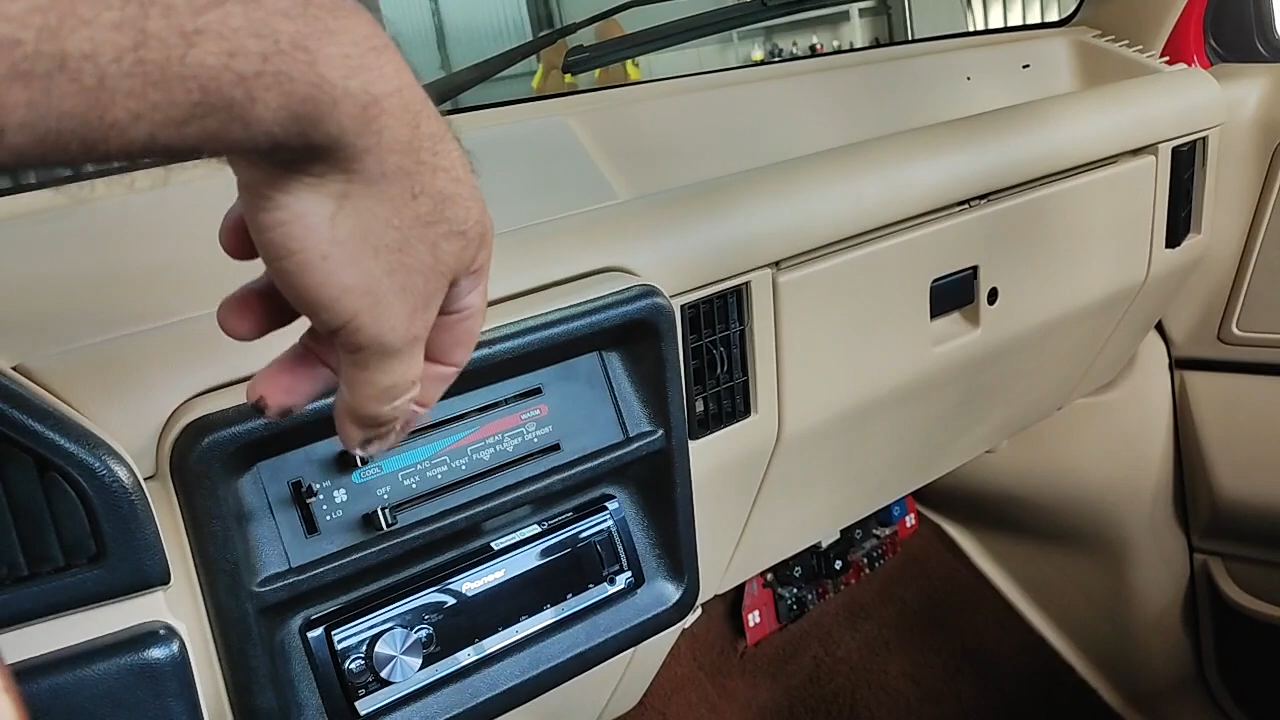 WARM
HEAT
COOL
A/C
HI
OFF
MAX
NORM
VENT
FLOOR
FLR/DEF
DEFROST
LO
Pioneer